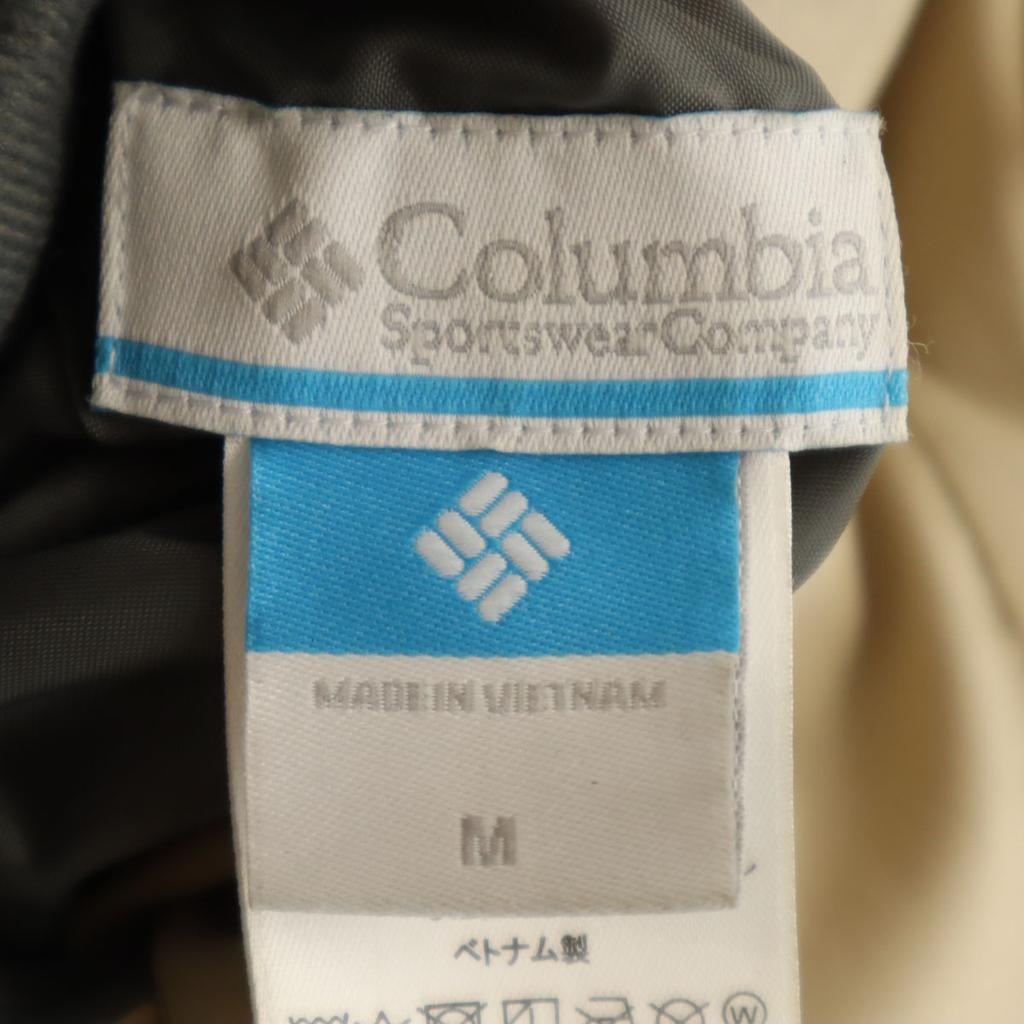 Columbia
Sportswear Company
MADE IN VIETNAM
M
ベトナム製
W